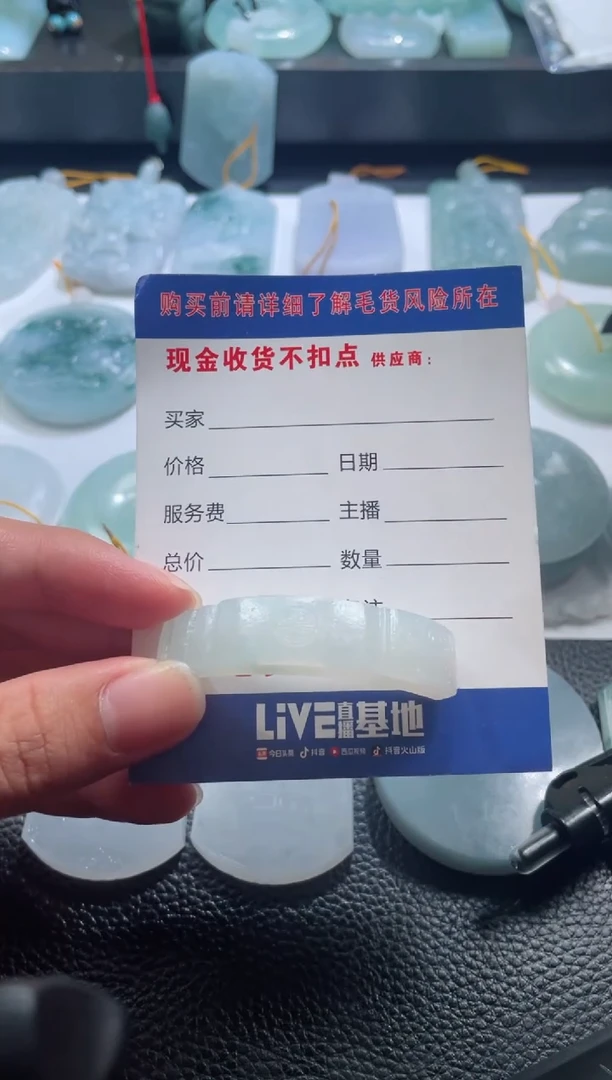 购买前请详细了解毛货风险所在
现金收货不扣点 供应商:
买家
价格 日期
服务费 主播
总价 数量
LiVE直播基地
今日头条 抖音 西瓜视频 抖音火山版